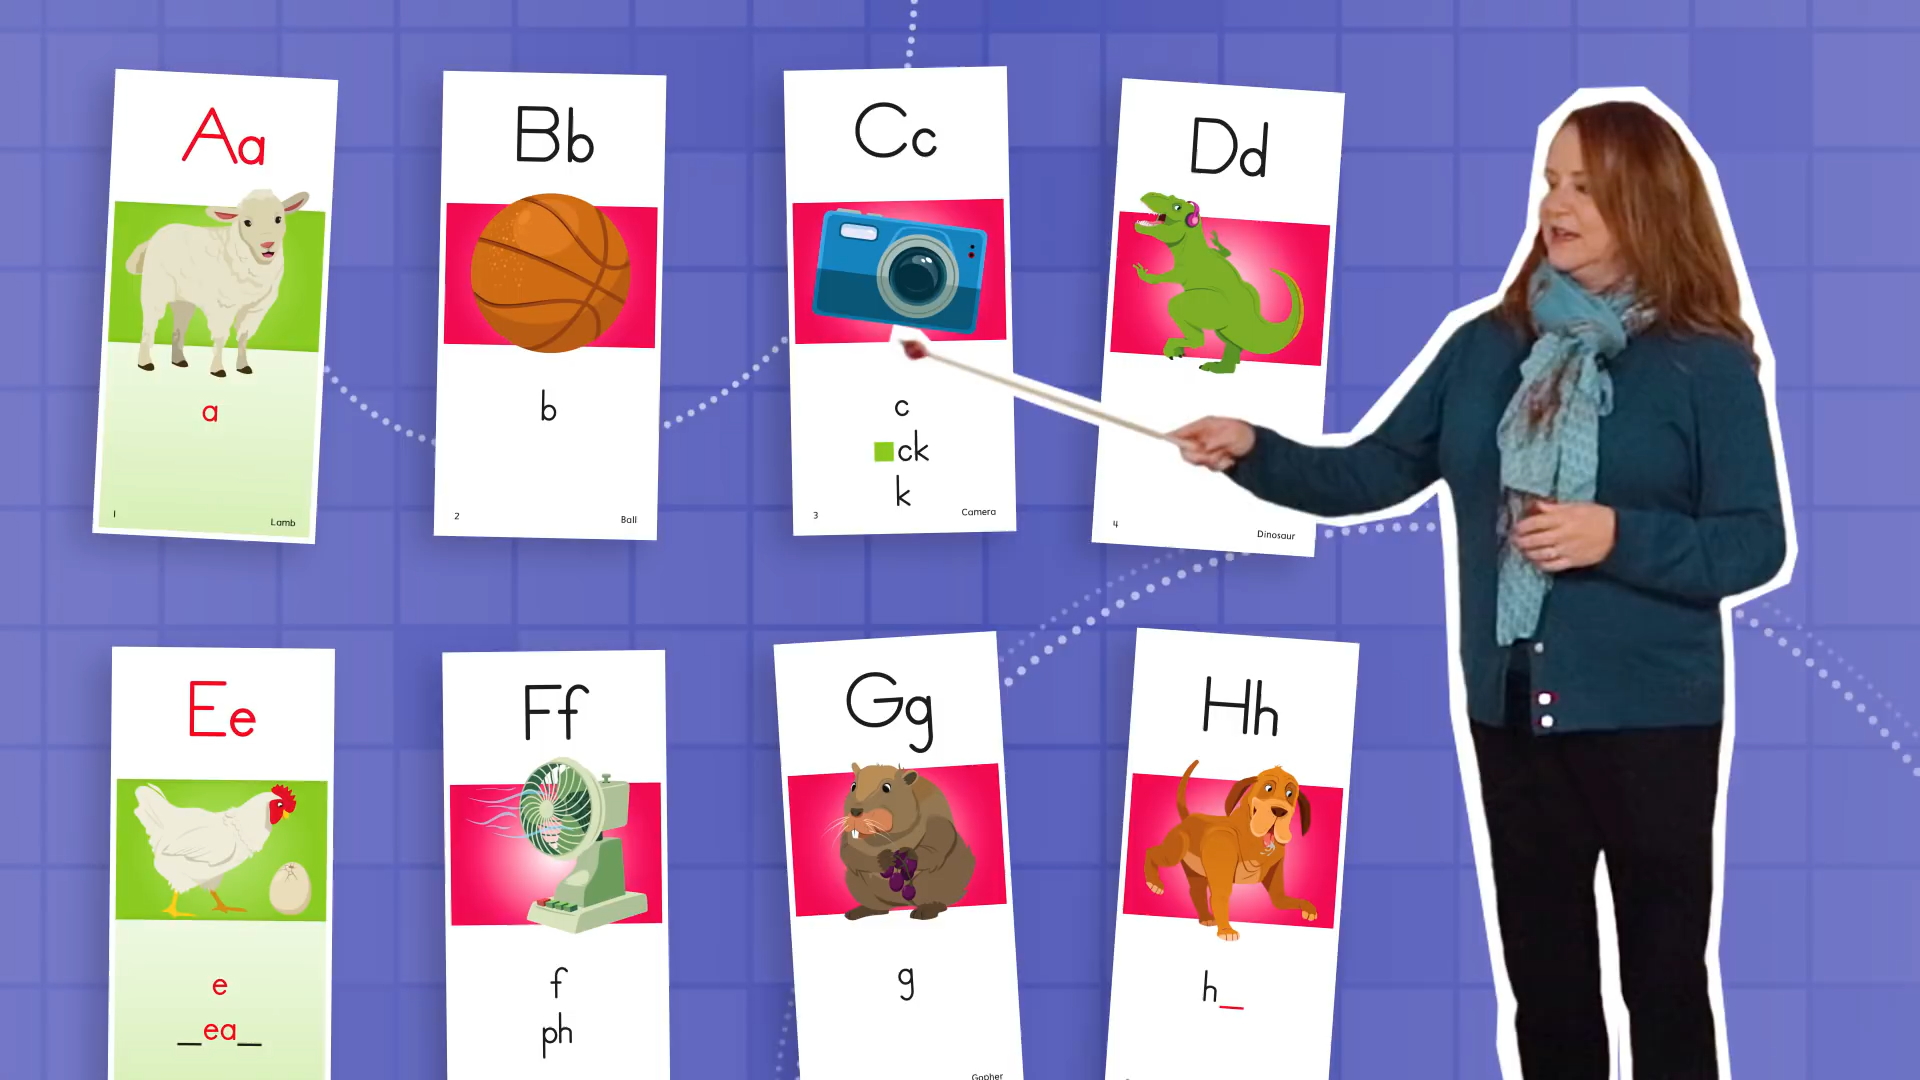 Aa
a
1
Lamb
Bb
b
2
Ball
Cc
c
ck
k
3
Camera
Dd
4
Dinosaur
Ee
e
_ea_
Ff
f
ph
Gg
g
Gopher
Hh
h_